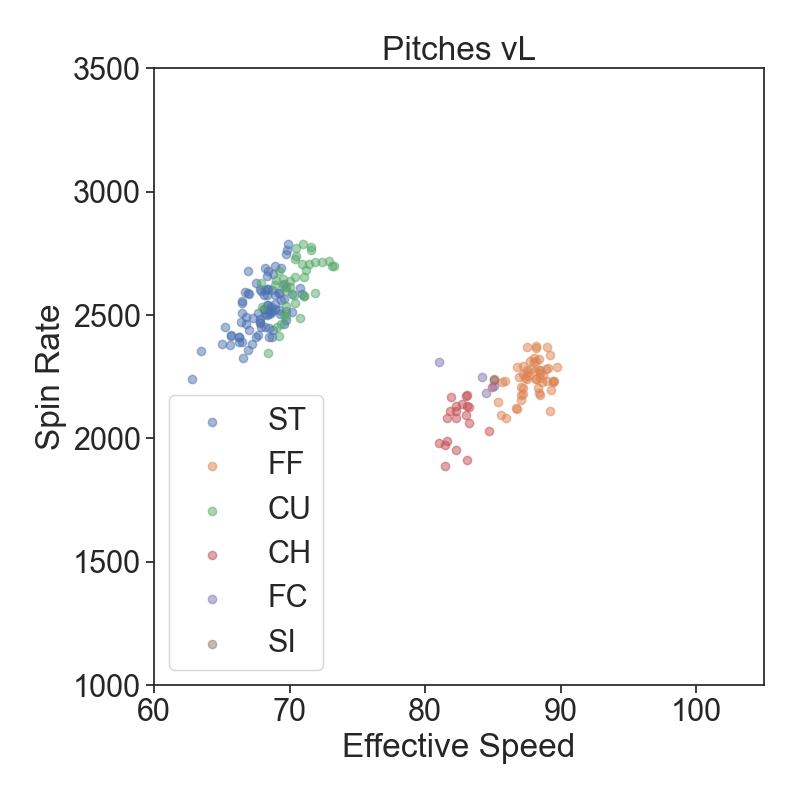 Pitches vL
3500
3000
2500
2000
1500
1000
Spin Rate
ST
FF
CU
CH
FC
SI
60 70 80 90 100
Effective Speed